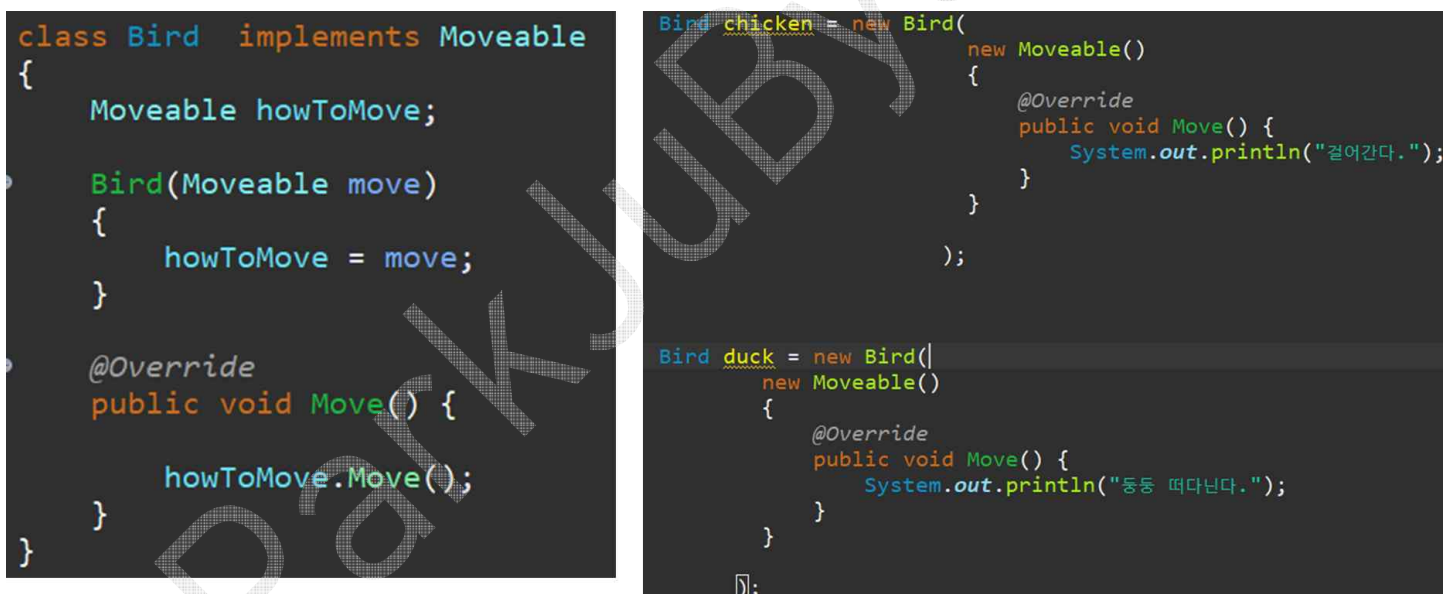 class Bird  implements Moveable
{
    Moveable howToMove;
    Bird(Moveable move)
    {
        howToMove = move;
    }
    @Override
    public void Move() {
        howToMove.Move();
    }
}
Bird chicken = new Bird(
new Moveable()
{
    @Override
    public void Move() {
        System.out.println("걸어간다.");
    }
}
);
Bird duck = new Bird(
new Moveable()
{
    @Override
    public void Move() {
        System.out.println("둥둥 떠다닌다.");
    }
}
);
ParkJuBy